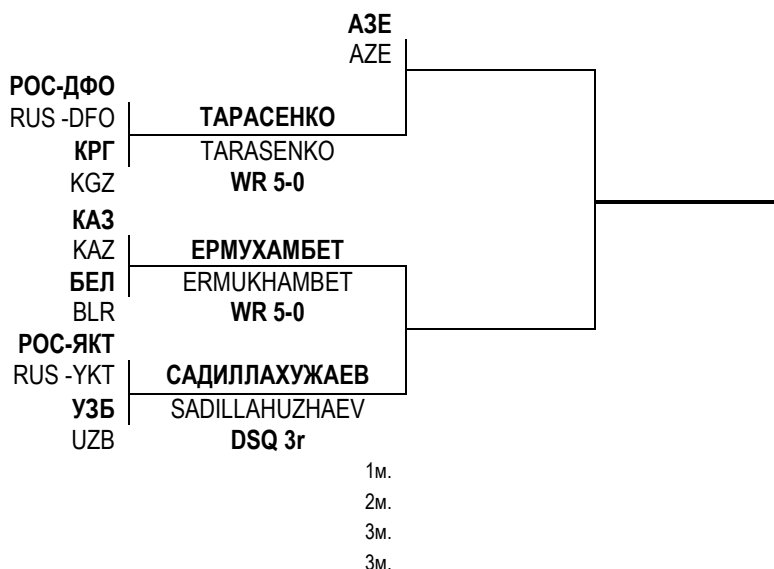 АЗЕ
AZE
РОС-ДФО
RUS -DFO
ТАРАСЕНКО
КРГ
TARASENKO
KGZ
WR 5-0
КАЗ
KAZ
ЕРМУХАМБЕТ
БЕЛ
ERMUKHAMBET
BLR
WR 5-0
РОС-ЯКТ
RUS -YKT
САДИЛЛАХУЖАЕВ
УЗБ
SADILLAHUZHAEV
UZB
DSQ 3r
1м.
2м.
3м.
3м.